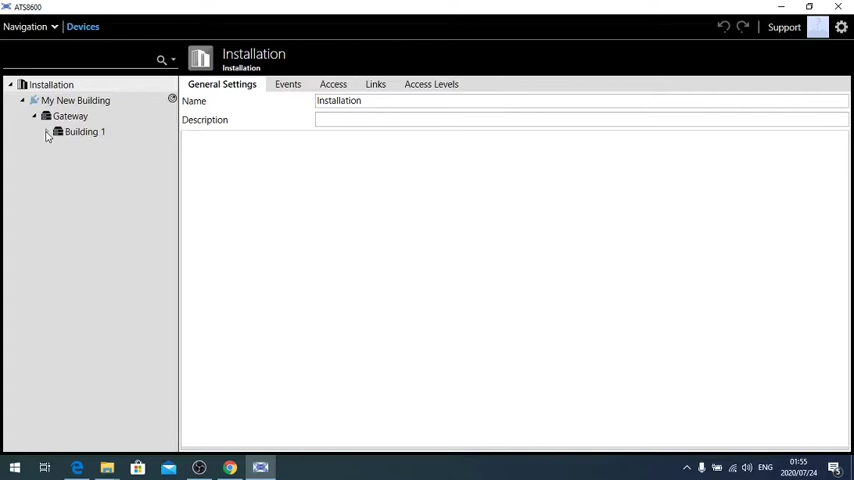 ATS8600
Navigation Devices Support
Installation
Installation
Installation
My New Building
Gateway
Building 1
General Settings Events Access Links Access Levels
Name Installation
Description
ENG
01:55
2020/07/24